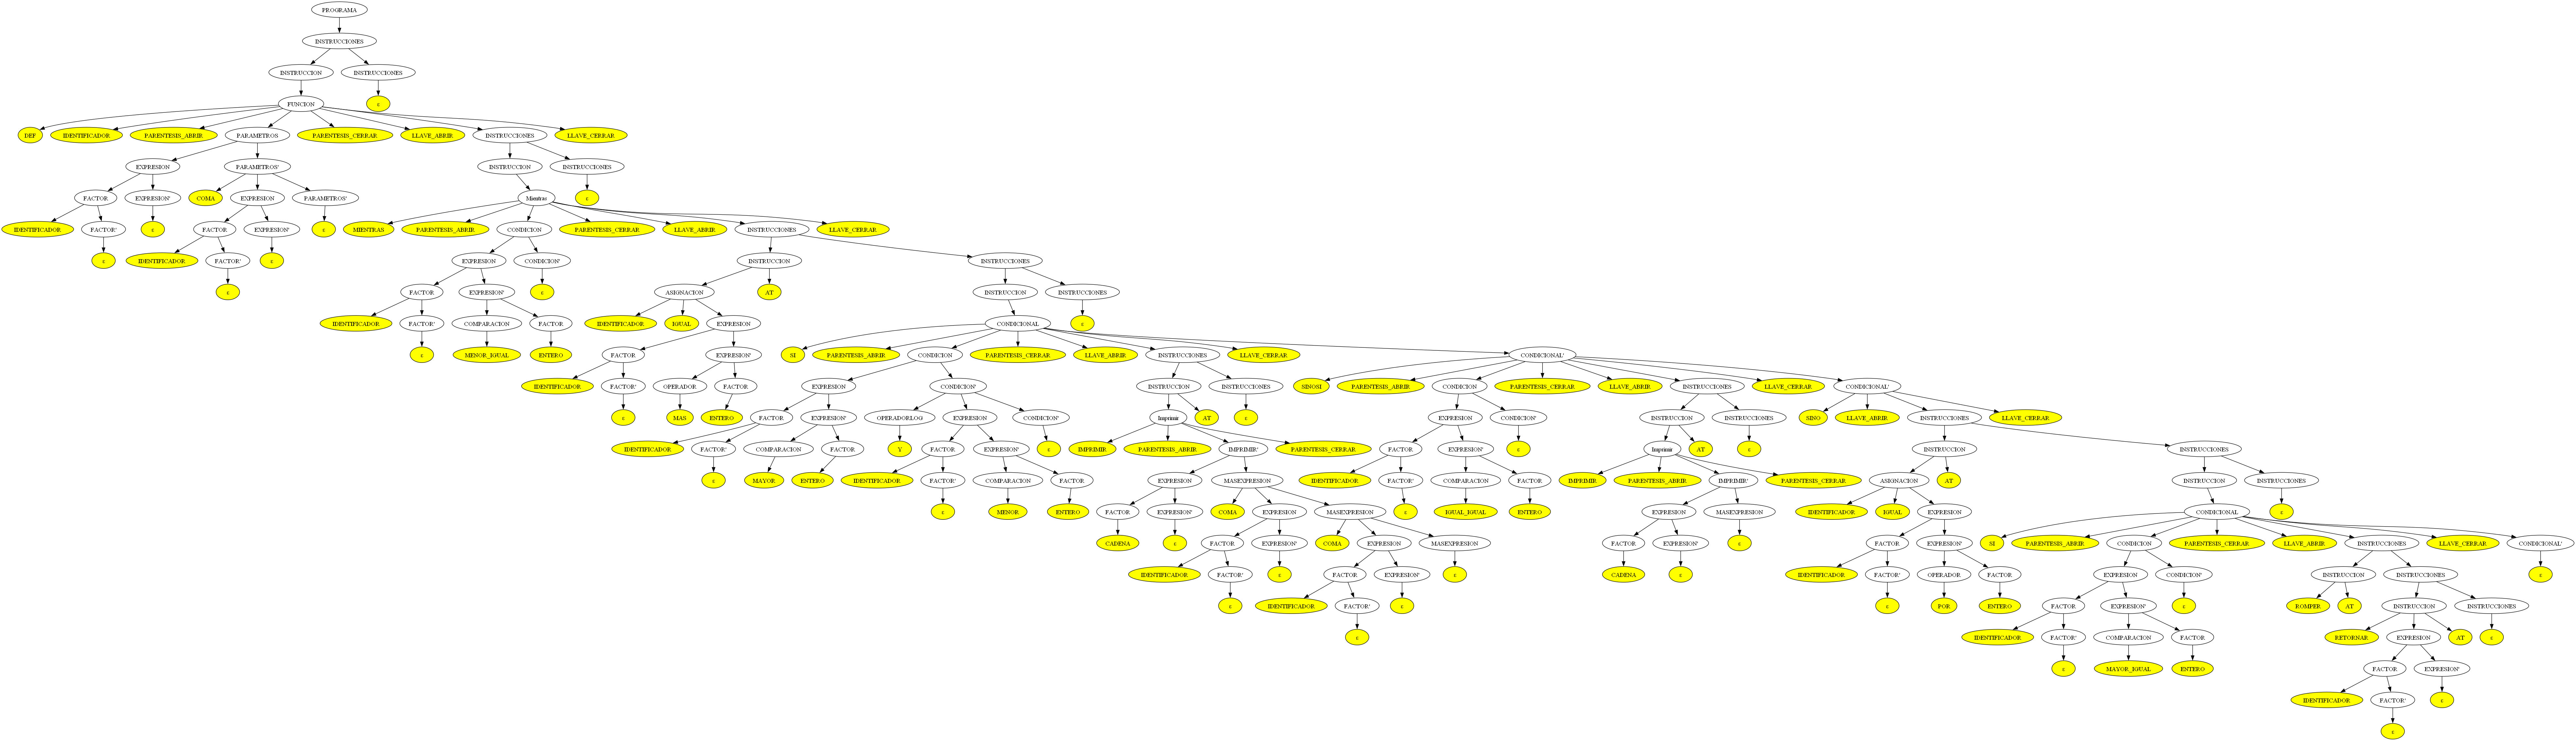 PROGRAMA
INSTRUCCIONES
INSTRUCCION INSTRUCCIONES
FUNCION ε
DEF IDENTIFICADOR PARENTESIS_ABRIR PARAMETROS PARENTESIS_CERRAR LLAVE_ABRIR INSTRUCCIONES LLAVE_CERRAR
EXPRESION PARAMETROS' INSTRUCCION INSTRUCCIONES
FACTOR EXPRESION' COMA EXPRESION PARAMETROS' Mientras ε
IDENTIFICADOR FACTOR' ε FACTOR EXPRESION' ε MIENTRAS PARENTESIS_ABRIR CONDICION PARENTESIS_CERRAR LLAVE_ABRIR INSTRUCCIONES LLAVE_CERRAR
ε IDENTIFICADOR FACTOR' ε EXPRESION CONDICION' INSTRUCCION INSTRUCCIONES
ε FACTOR EXPRESION' ε ASIGNACION AT INSTRUCCION INSTRUCCIONES
IDENTIFICADOR FACTOR' COMPARACION FACTOR IDENTIFICADOR IGUAL EXPRESION CONDICIONAL ε
ε MENOR_IGUAL ENTERO FACTOR EXPRESION' SI PARENTESIS_ABRIR CONDICION PARENTESIS_CERRAR LLAVE_ABRIR INSTRUCCIONES LLAVE_CERRAR CONDICIONAL'
IDENTIFICADOR FACTOR' OPERADOR FACTOR EXPRESION CONDICION' INSTRUCCION INSTRUCCIONES SINOSI PARENTESIS_ABRIR CONDICION PARENTESIS_CERRAR LLAVE_ABRIR INSTRUCCIONES LLAVE_CERRAR CONDICIONAL'
ε MAS ENTERO FACTOR EXPRESION' OPERADORLOG EXPRESION CONDICION' Imprimir AT ε EXPRESION CONDICION' INSTRUCCION INSTRUCCIONES SINO LLAVE_ABRIR INSTRUCCIONES LLAVE_CERRAR
IDENTIFICADOR FACTOR' COMPARACION FACTOR Y FACTOR EXPRESION' ε IMPRIMIR PARENTESIS_ABRIR IMPRIMIR' PARENTESIS_CERRAR FACTOR EXPRESION' ε Imprimir AT ε INSTRUCCION INSTRUCCIONES
ε MAYOR ENTERO IDENTIFICADOR FACTOR' COMPARACION FACTOR EXPRESION MASEXPRESION IDENTIFICADOR FACTOR' COMPARACION FACTOR IMPRIMIR PARENTESIS_ABRIR IMPRIMIR' PARENTESIS_CERRAR ASIGNACION AT INSTRUCCION INSTRUCCIONES
ε MENOR ENTERO FACTOR EXPRESION' COMA EXPRESION MASEXPRESION ε IGUAL_IGUAL ENTERO EXPRESION MASEXPRESION IDENTIFICADOR IGUAL EXPRESION CONDICIONAL ε
CADENA ε FACTOR EXPRESION' COMA EXPRESION MASEXPRESION FACTOR EXPRESION' ε FACTOR EXPRESION' SI PARENTESIS_ABRIR CONDICION PARENTESIS_CERRAR LLAVE_ABRIR INSTRUCCIONES LLAVE_CERRAR CONDICIONAL'
IDENTIFICADOR FACTOR' ε FACTOR EXPRESION' ε CADENA ε IDENTIFICADOR FACTOR' OPERADOR FACTOR EXPRESION CONDICION' INSTRUCCION INSTRUCCIONES ε
ε IDENTIFICADOR FACTOR' ε ε POR ENTERO FACTOR EXPRESION' ε ROMPER AT INSTRUCCION INSTRUCCIONES
ε IDENTIFICADOR FACTOR' COMPARACION FACTOR RETORNAR EXPRESION AT ε
ε MAYOR_IGUAL ENTERO FACTOR EXPRESION'
IDENTIFICADOR FACTOR' ε
ε